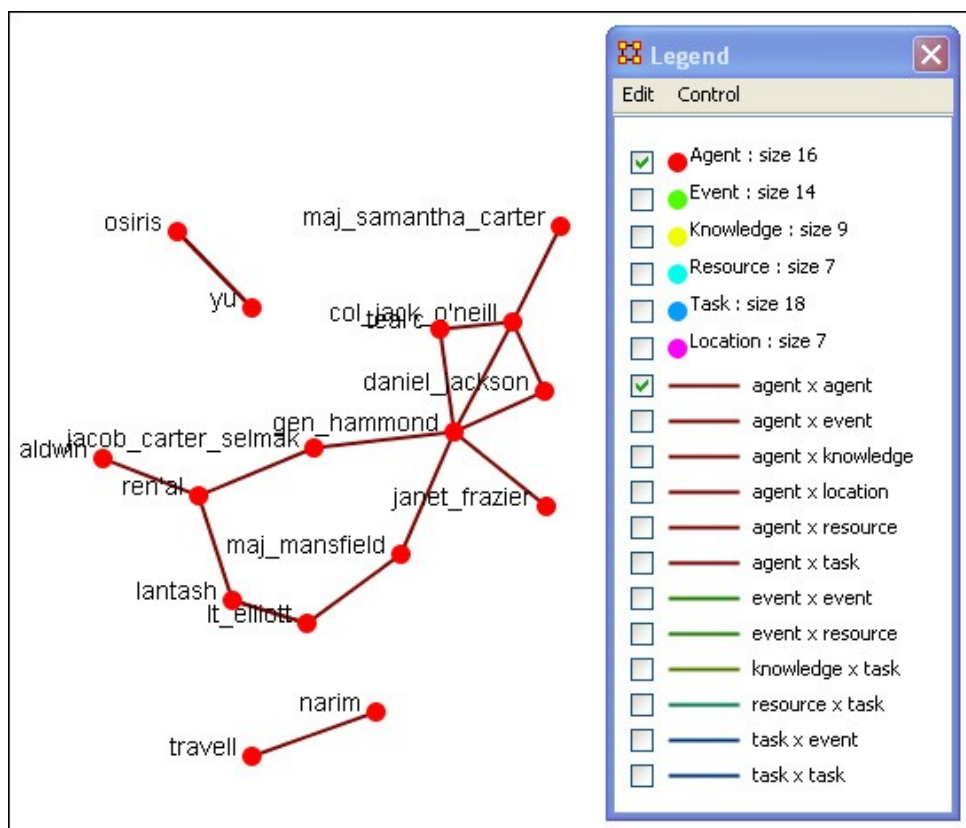 Legend
Edit Control
Agent : size 16
Event : size 14
Knowledge : size 9
Resource : size 7
Task : size 18
Location : size 7
agent x agent
agent x event
agent x knowledge
agent x location
agent x resource
agent x task
event x event
event x resource
knowledge x task
resource x task
task x event
task x task
osiris
maj_samantha_carter
yu
col_jack_o'neill
tearc
daniel_jackson
gen_hammond
jacob_carter_selmak
aldwin
ren'al
janet_frazier
maj_mansfield
lantash
lt_elliott
narim
travell